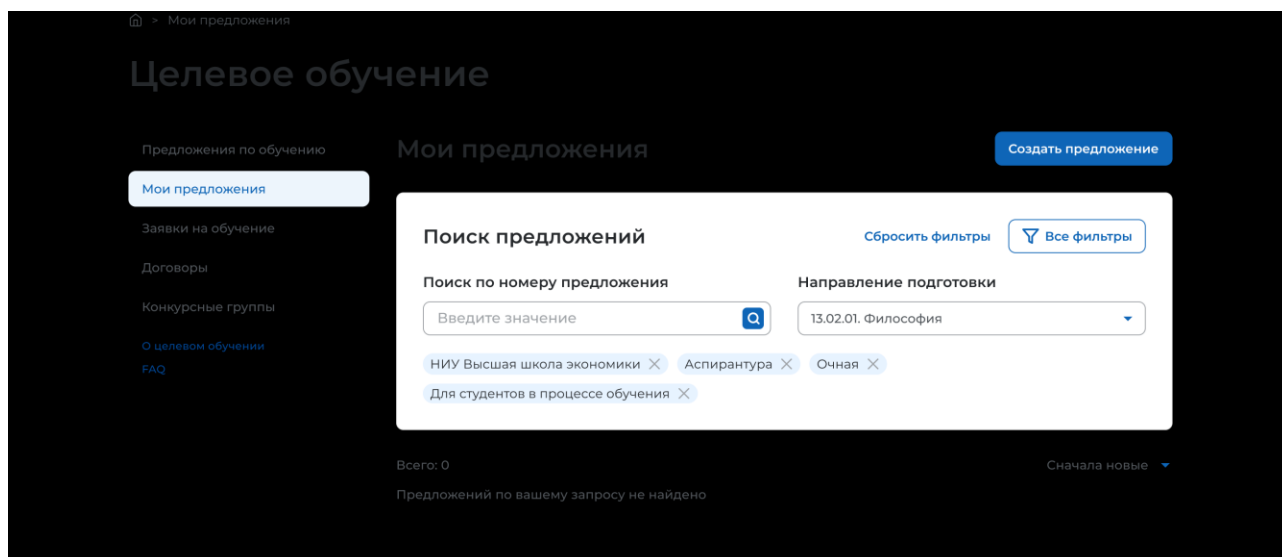 > Мои предложения
Целевое обучение
Предложения по обучению
Мои предложения
Заявки на обучение
Договоры
Конкурсные группы
О целевом обучении
FAQ
Мои предложения
Создать предложение
Поиск предложений
Сбросить фильтры
Все фильтры
Поиск по номеру предложения
Введите значение
Направление подготовки
13.02.01. Философия
НИУ Высшая школа экономики
Аспирантура
Очная
Для студентов в процессе обучения
Всего: 0
Сначала новые
Предложений по вашему запросу не найдено